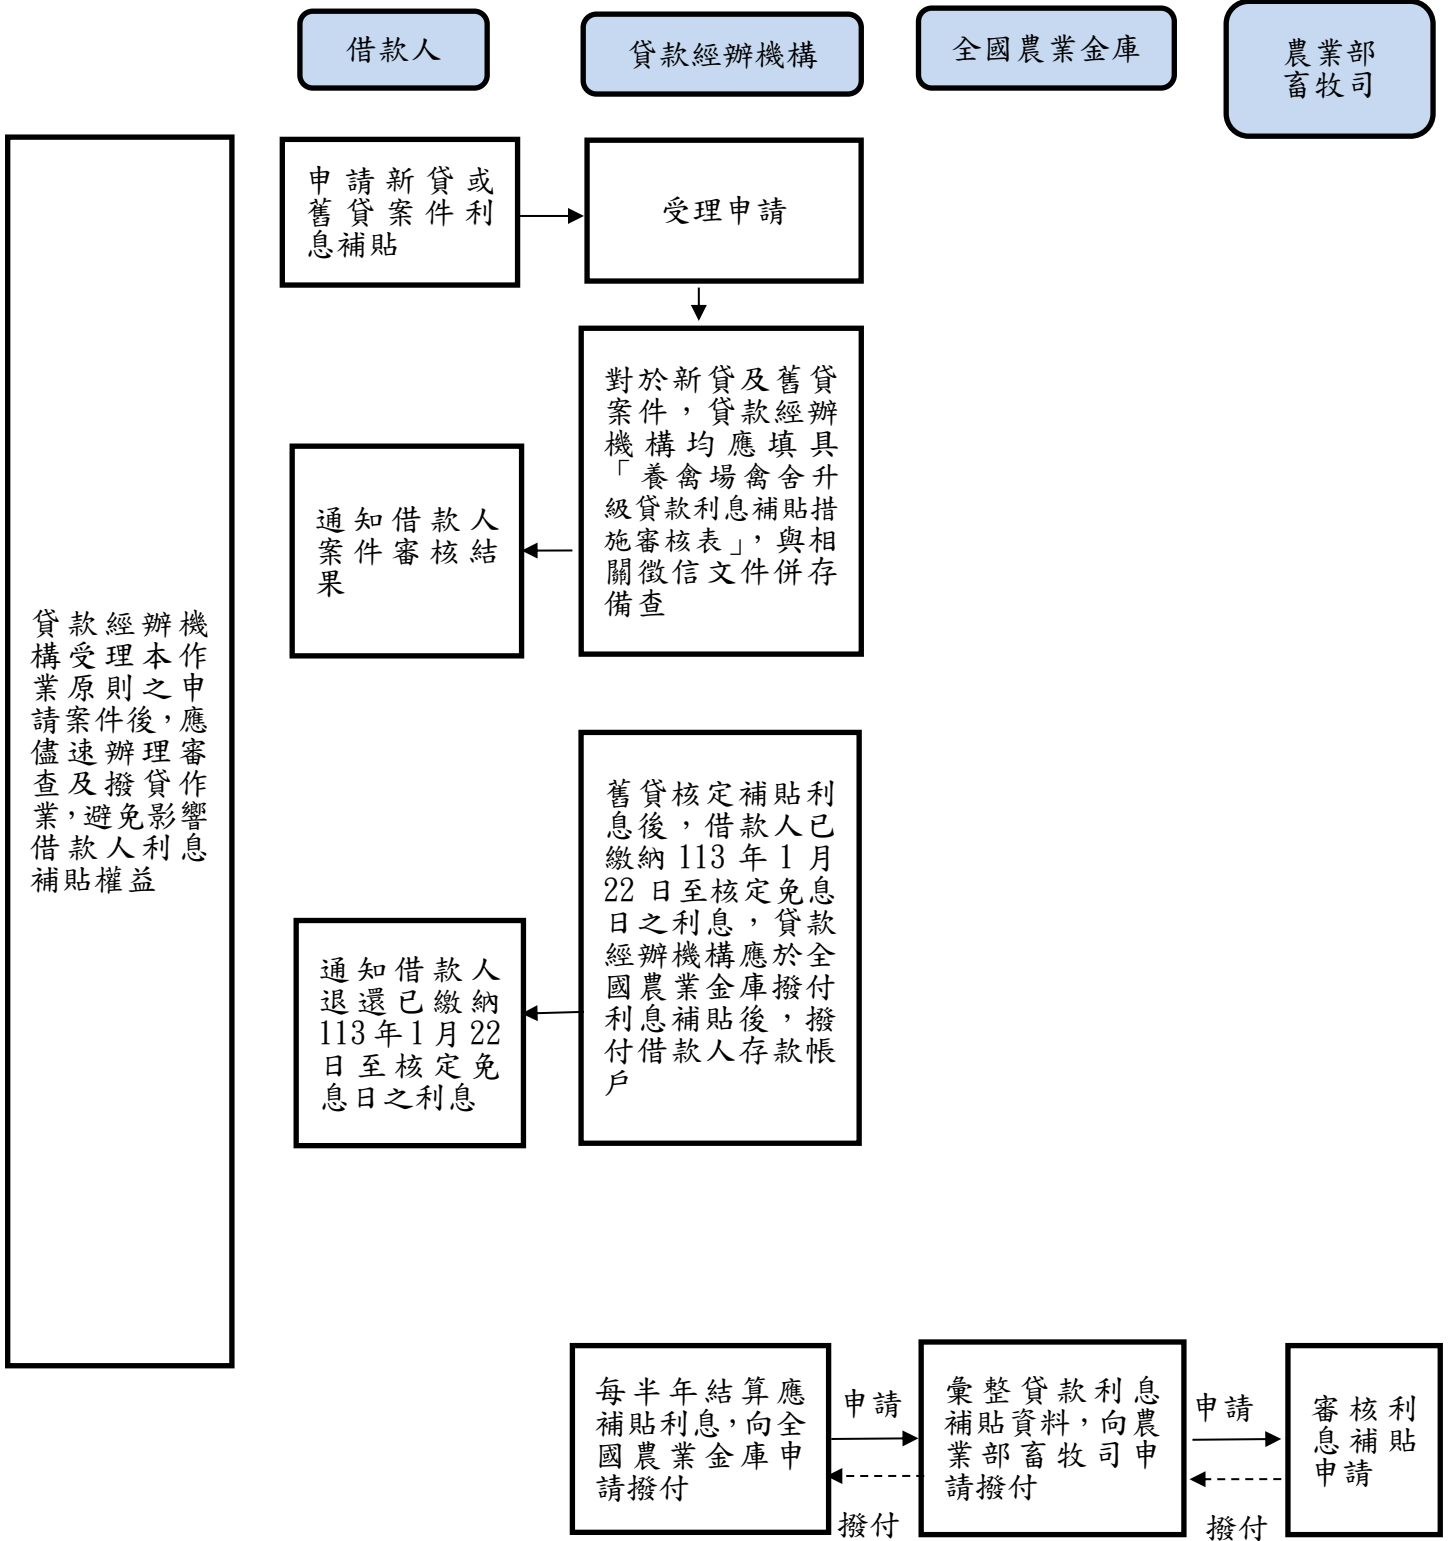 借款人
貸款經辦機構
全國農業金庫
農業部
畜牧司
申請新貸或
舊貸案件利
息補貼
受理申請
對於新貸及舊貸
案件，貸款經辦
機構均應填具
「養禽場禽舍升
級貸款利息補貼措
施審核表」，與相
關徵信文件併存
備查
通知借款人
案件審核結
果
貸款經辦機
構受理本作
業原則之申
請案件後，應
儘速辦理審
查及撥貸作
業，避免影響
借款人利息
補貼權益
舊貸核定補貼利
息後，借款人已
繳納 113 年 1 月
22 日至核定免息
日之利息，貸款
經辦機構應於全
國農業金庫撥付
利息補貼後，撥
付借款人存款帳
戶
通知借款人
退還已繳納
113 年 1 月 22
日至核定免
息日之利息
每半年結算應
補貼利息，向全
國農業金庫申
請撥付
申請
撥付
彙整貸款利息
補貼資料，向農
業部畜牧司申
請撥付
申請
撥付
審核利
息補貼
申請